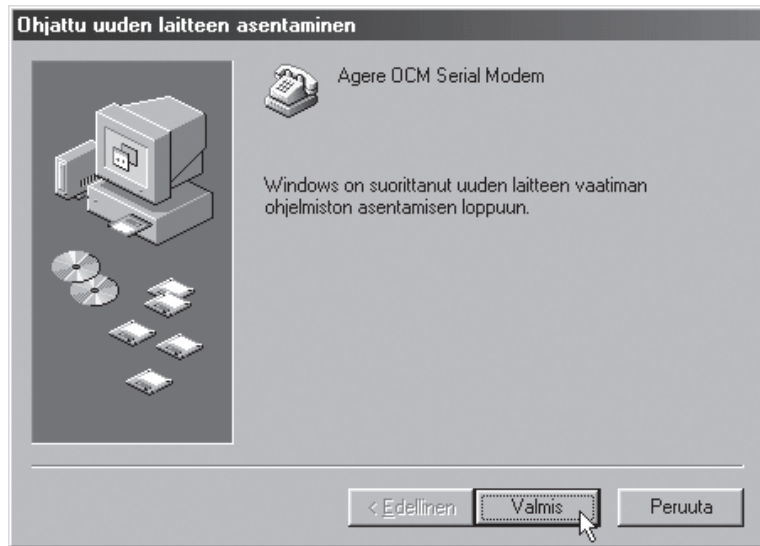 Ohjattu uuden laitteen asentaminen
Agere OCM Serial Modem
Windows on suorittanut uuden laitteen vaatiman
ohjelmiston asentamisen loppuun.
< Edellinen
Valmis
Peruuta